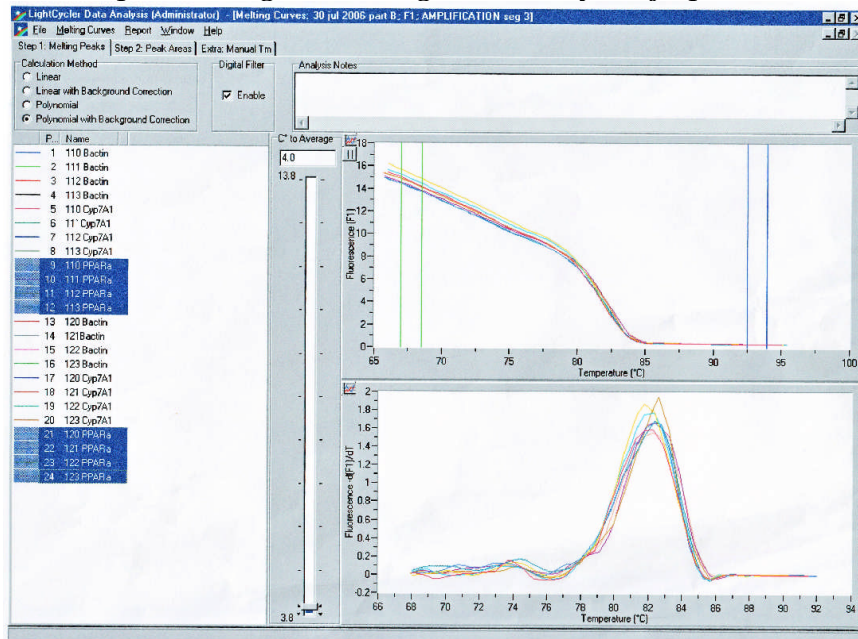 LightCycler Data Analysis (Administrator) - [Melting Curves; 30 jul 2006 part B; F1; AMPLIFICATION seg 3]
File Melting Curves Report Window Help
Step 1: Melting Peaks Step 2: Peak Areas Extra: Manual Tm
Calculation Method
Linear
Linear with Background Correction
Polynomial
Polynomial with Background Correction
Digital Filter
Enable
Analysis Notes
P... Name
1 110 Bactin
2 111 Bactin
3 112 Bactin
4 113 Bactin
5 110 Cyp7A1
6 11` Cyp7A1
7 112 Cyp7A1
8 113 Cyp7A1
9 110 PPARa
10 111 PPARa
11 112 PPARa
12 113 PPARa
13 120 Bactin
14 121Bactin
15 122 Bactin
16 123 Bactin
17 120 Cyp7A1
18 121 Cyp7A1
19 122 Cyp7A1
20 123 Cyp7A1
21 120 PPARa
22 121 PPARa
23 122 PPARa
24 123 PPARa
C° to Average
4.0
13.8
3.8
Fluorescence (F1)
18
16
14
12
10
8
6
4
2
0
65 70 75 80 85 90 95 100
Temperature (°C)
Fluorescence -d(F1)/dT
2
1.8
1.6
1.4
1.2
1
0.8
0.6
0.4
0.2
0
-0.2
66 68 70 72 74 76 78 80 82 84 86 88 90 92 94
Temperature (°C)